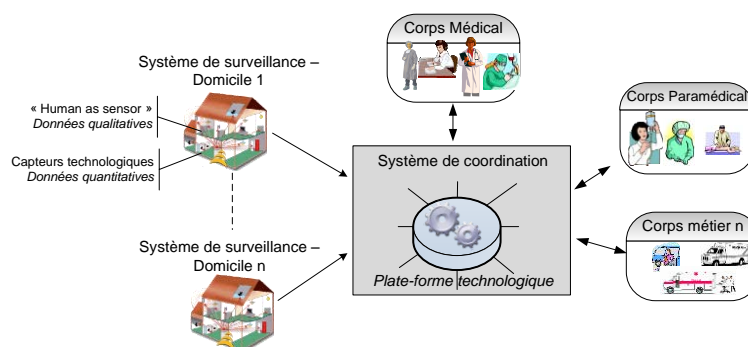 Corps Médical
Système de surveillance –
Domicile 1
« Human as sensor »
Données qualitatives
Capteurs technologiques
Données quantitatives
Système de coordination
Plate-forme technologique
Corps Paramédical
Corps métier n
Système de surveillance –
Domicile n